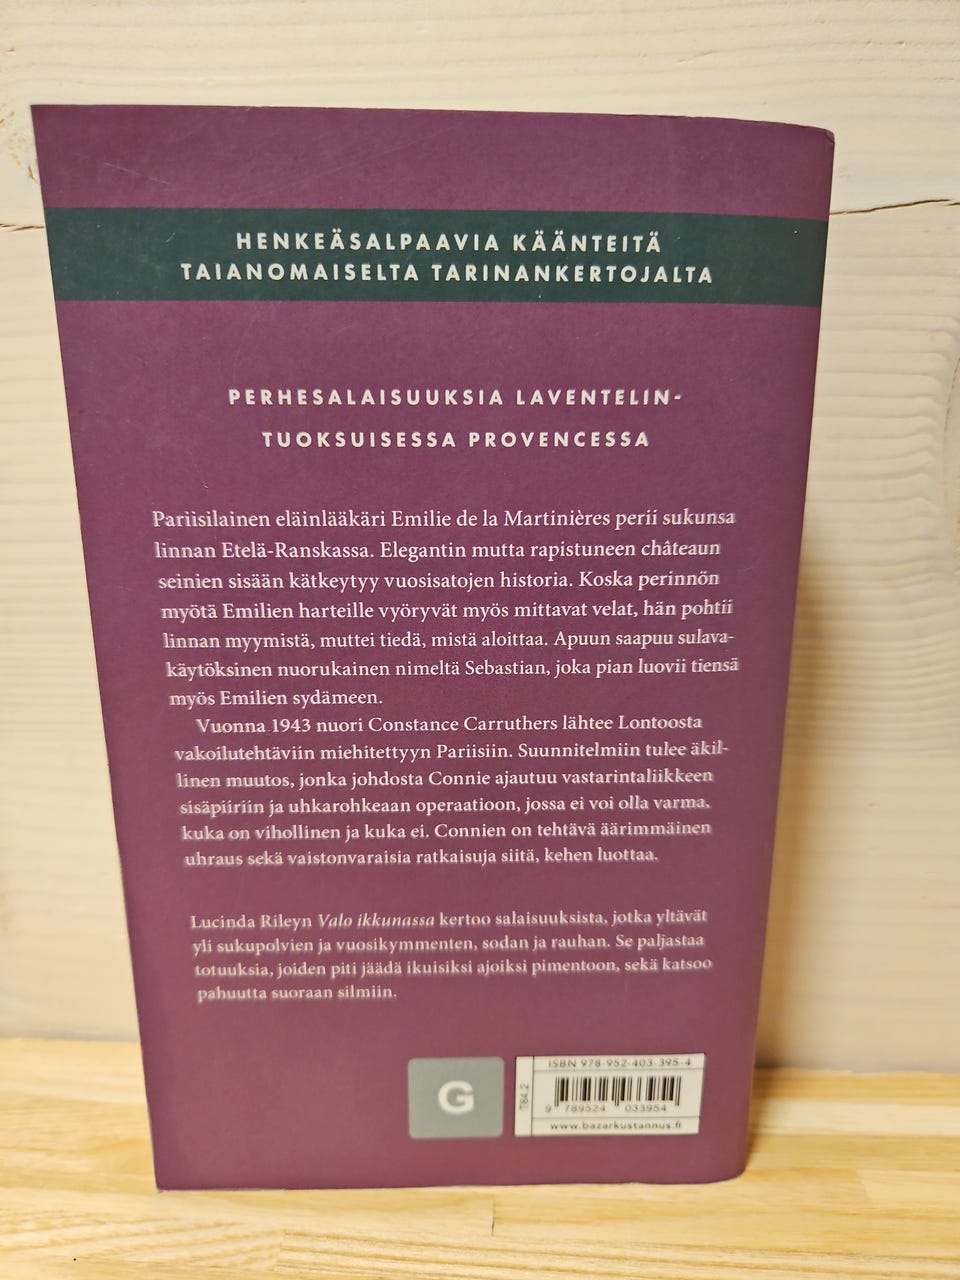 HENKEÄSALPAAVIA KÄÄNTEITÄ
TAIANOMAISELTA TARINANKERTOJALTA
PERHESALAISUUKSIA LAVENTELIN-
TUOKSUISESSA PROVENCESSA
Pariisilainen eläinlääkäri Emilie de la Martinières perii sukunsa
linnan Etelä-Ranskassa. Elegantin mutta rapistuneen châteaun
seinien sisään kätkeytyy vuosisatojen historia. Koska perinnön
myötä Emilien harteille vyöryvät myös mittavat velat, hän pohtii
linnan myymistä, muttei tiedä, mistä aloittaa. Apuun saapuu sulava-
käytöksinen nuorukainen nimeltä Sebastian, joka pian luovii tiensä
myös Emilien sydämeen.
Vuonna 1943 nuori Constance Carruthers lähtee Lontoosta
vakoilutehtäviin miehitettyyn Pariisiin. Suunnitelmiin tulee äkil-
linen muutos, jonka johdosta Connie ajautuu vastarintaliikkeen
sisäpiiriin ja uhkarohkeaan operaatioon, jossa ei voi olla varma,
kuka on vihollinen ja kuka ei. Connien on tehtävä äärimmäinen
uhraus sekä vaistonvaraisia ratkaisuja siitä, kehen luottaa.
Lucinda Rileyn Valo ikkunassa kertoo salaisuuksista, jotka yltävät
yli sukupolvien ja vuosikymmenten, sodan ja rauhan. Se paljastaa
totuuksia, joiden piti jäädä ikuisiksi ajoiksi pimentoon, sekä katsoo
pahuutta suoraan silmiin.
G
T84.2
ISBN 978-952-403-395-4
9 789524 033954
www.bazarkustannus.fi